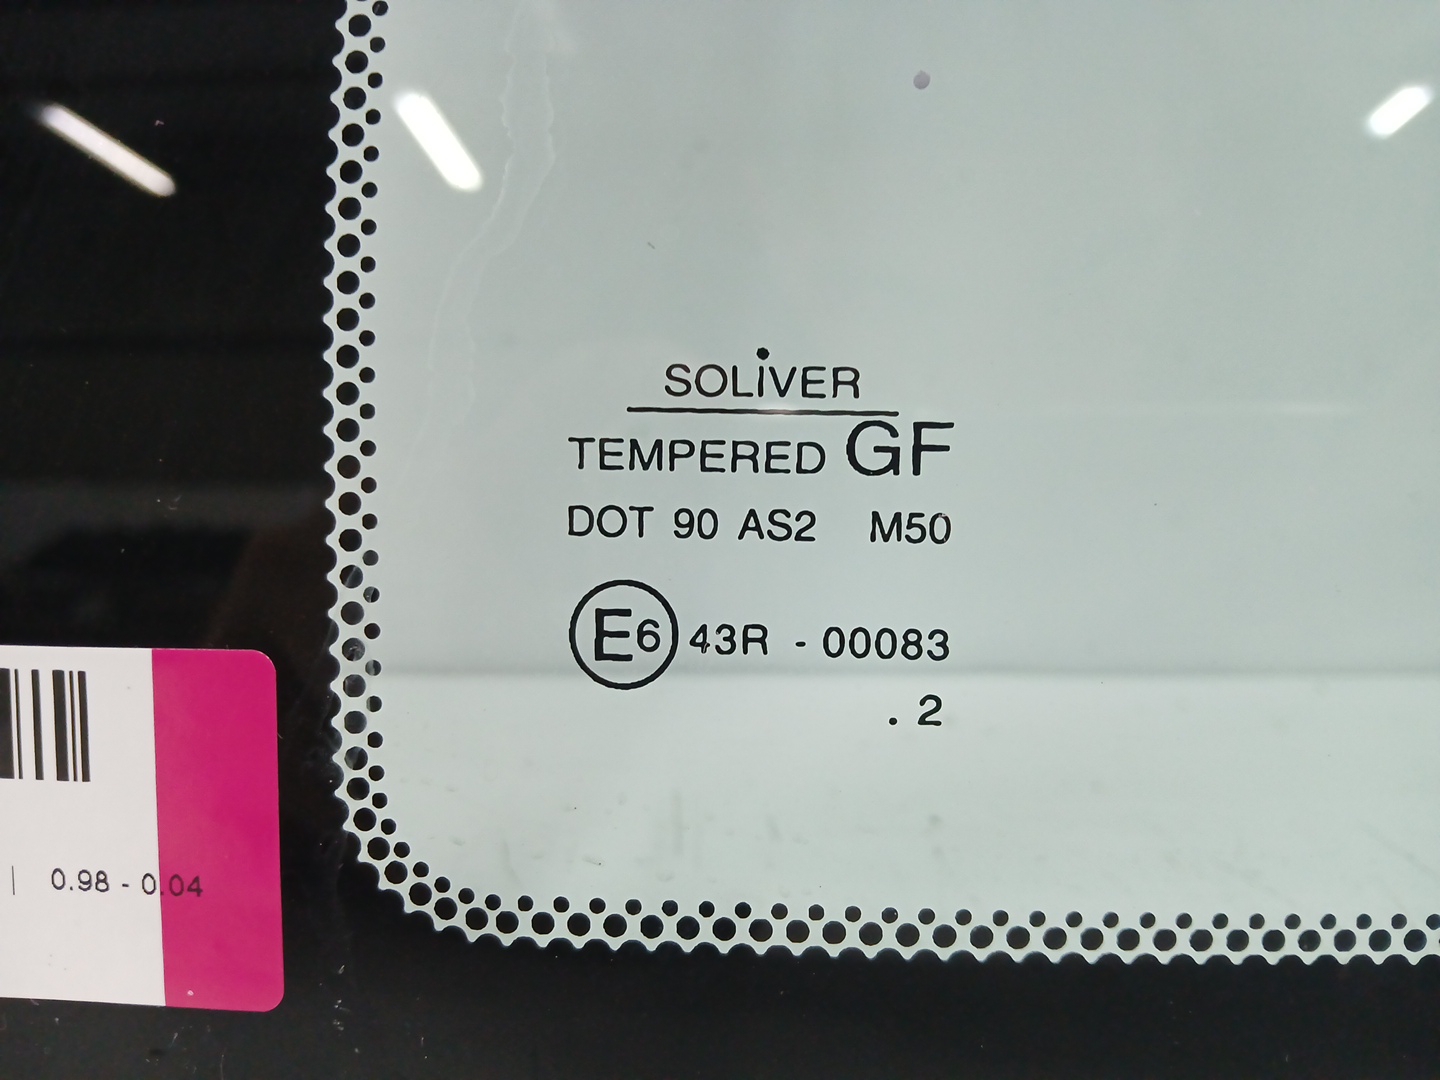 SOLiVER
TEMPERED GF
DOT 90 AS2 M50
E6 43R - 00083
. 2
| 0.98 - 0.04